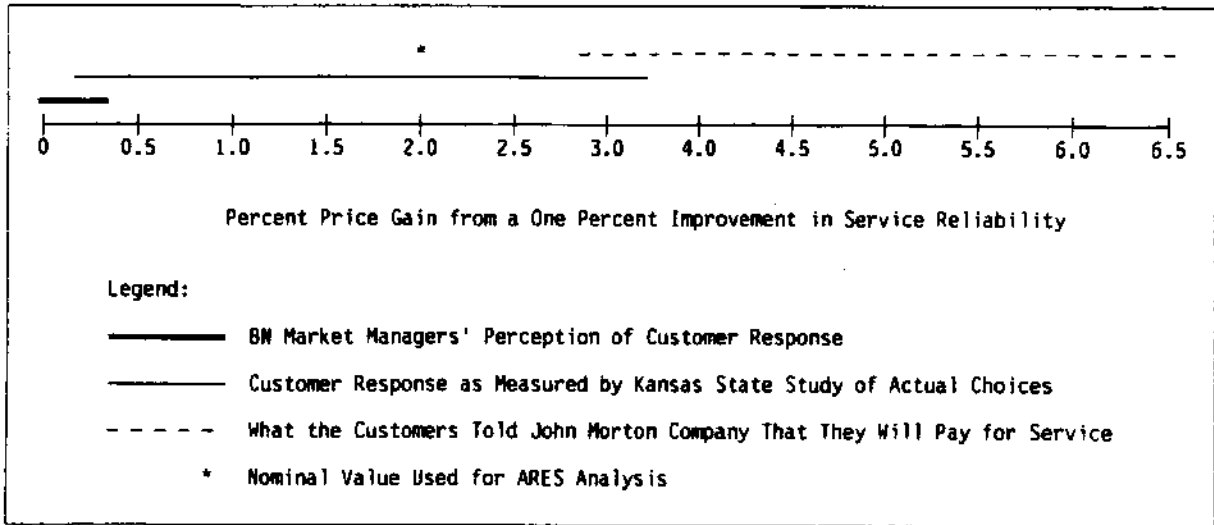 *
0 0.5 1.0 1.5 2.0 2.5 3.0 4.0 4.5 5.0 5.5 6.0 6.5
Percent Price Gain from a One Percent Improvement in Service Reliability
Legend:
BN Market Managers' Perception of Customer Response
Customer Response as Measured by Kansas State Study of Actual Choices
What the Customers Told John Morton Company That They Will Pay for Service
* Nominal Value Used for ARES Analysis